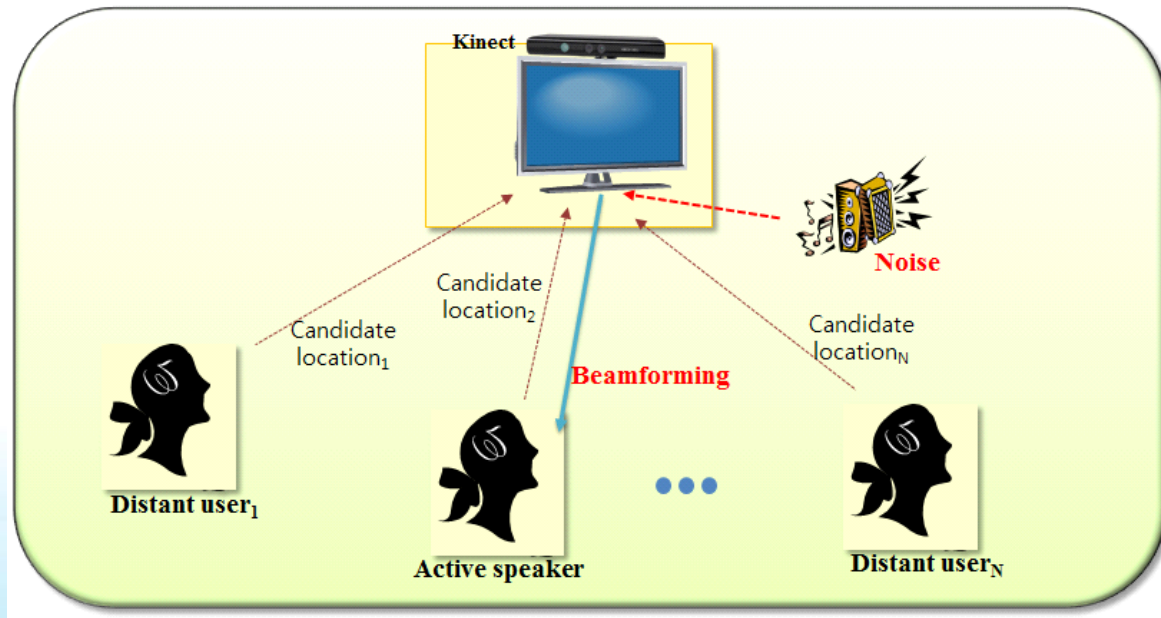 Kinect
Noise
Candidate
location₂
Candidate
location₁
Candidate
locationN
Beamforming
Distant user₁
Active speaker
Distant userN